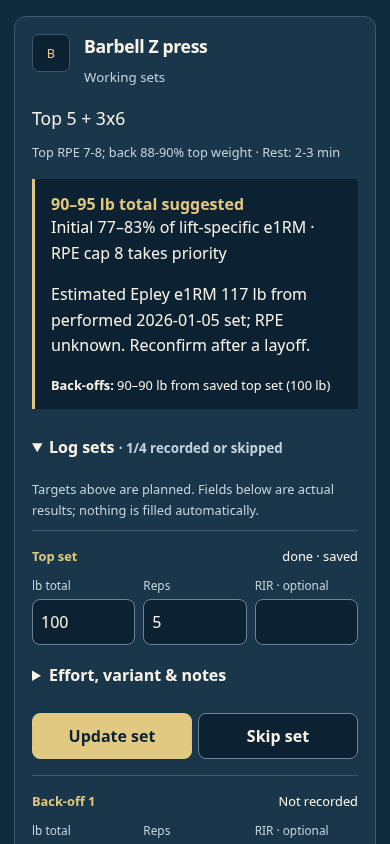 B
Barbell Z press
Working sets
Top 5 + 3x6
Top RPE 7-8; back 88-90% top weight · Rest: 2-3 min
90–95 lb total suggested
Initial 77–83% of lift-specific e1RM ·
RPE cap 8 takes priority
Estimated Epley e1RM 117 lb from
performed 2026-01-05 set; RPE
unknown. Reconfirm after a layoff.
Back-offs: 90–90 lb from saved top set (100 lb)
▼ Log sets · 1/4 recorded or skipped
Targets above are planned. Fields below are actual
results; nothing is filled automatically.
Top set done · saved
lb total Reps RIR · optional
100 5
▶ Effort, variant & notes
Update set Skip set
Back-off 1 Not recorded
lb total Reps RIR · optional